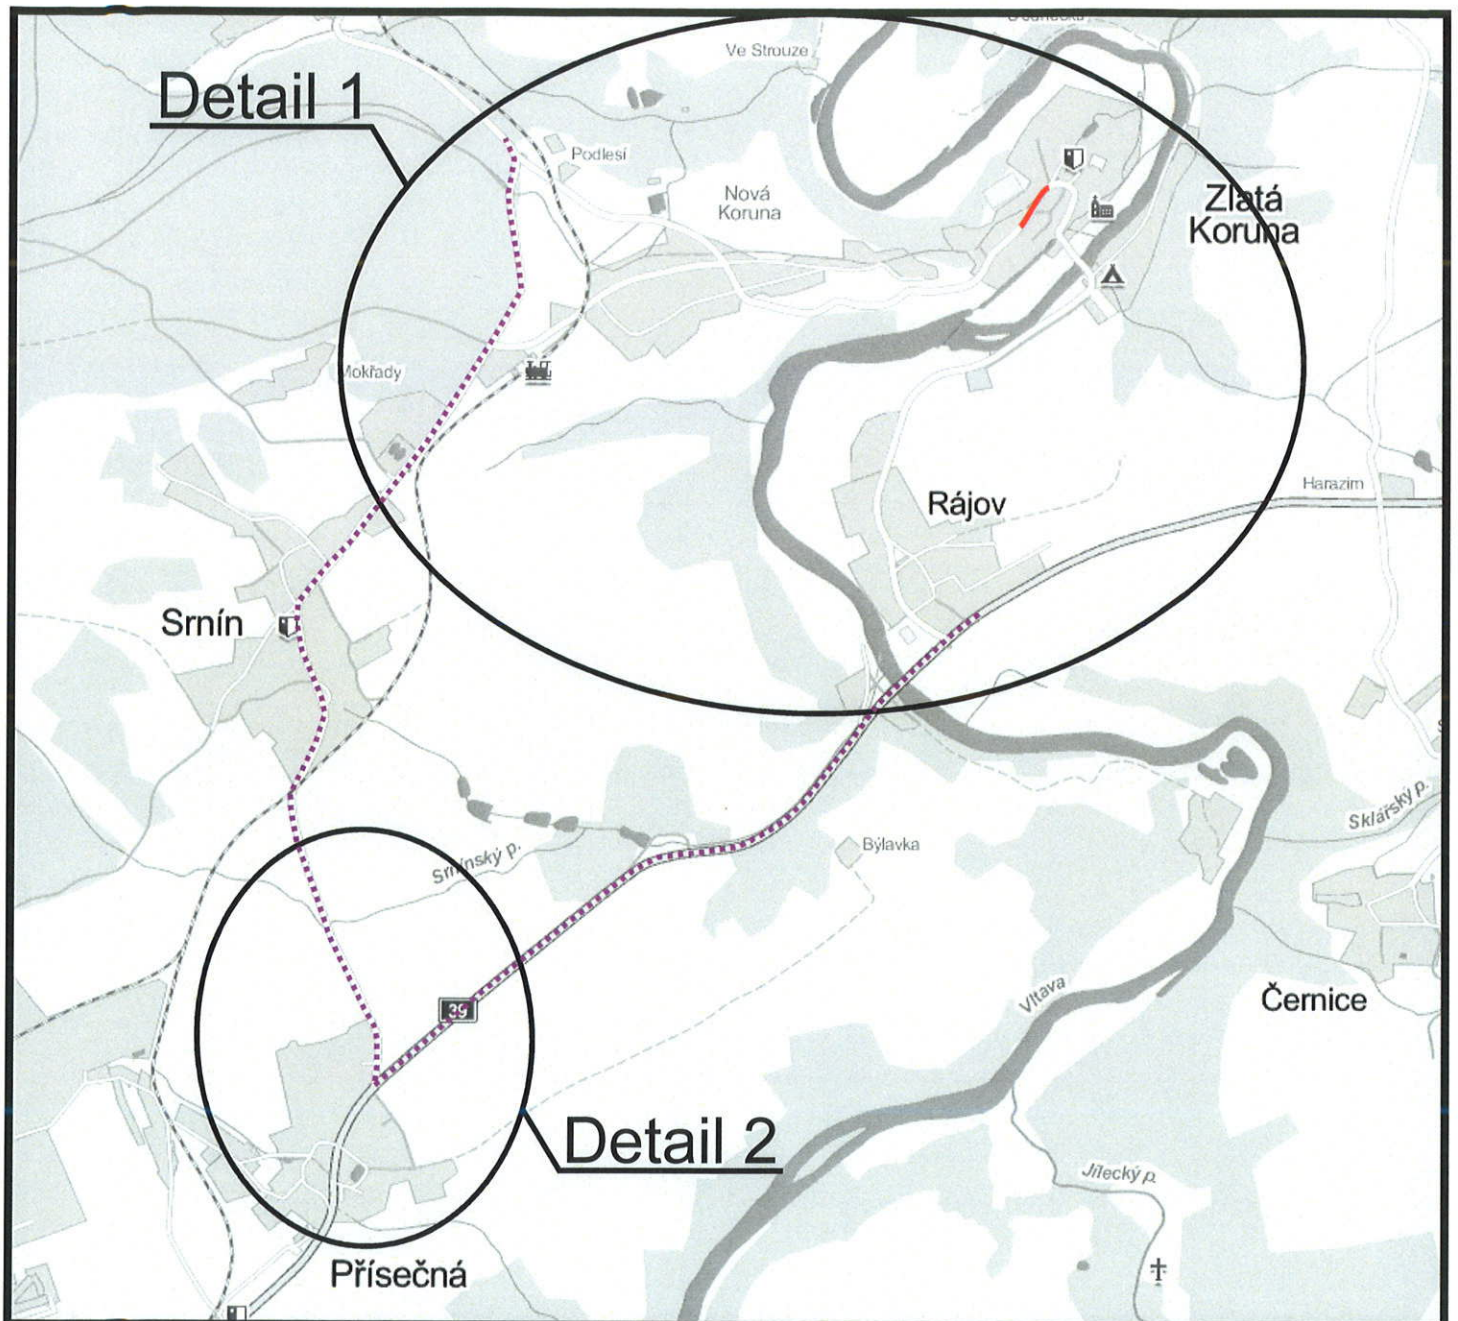 Ve Strouze
Detail 1
Podlesí
Nová
Koruna
Zlatá
Koruna
Mokřady
Harazim
Rájov
Srnín
Sklářský p.
Býlavka
Srnínský p.
Vltava
Černice
39
Detail 2
Jílecký p.
Přísečná